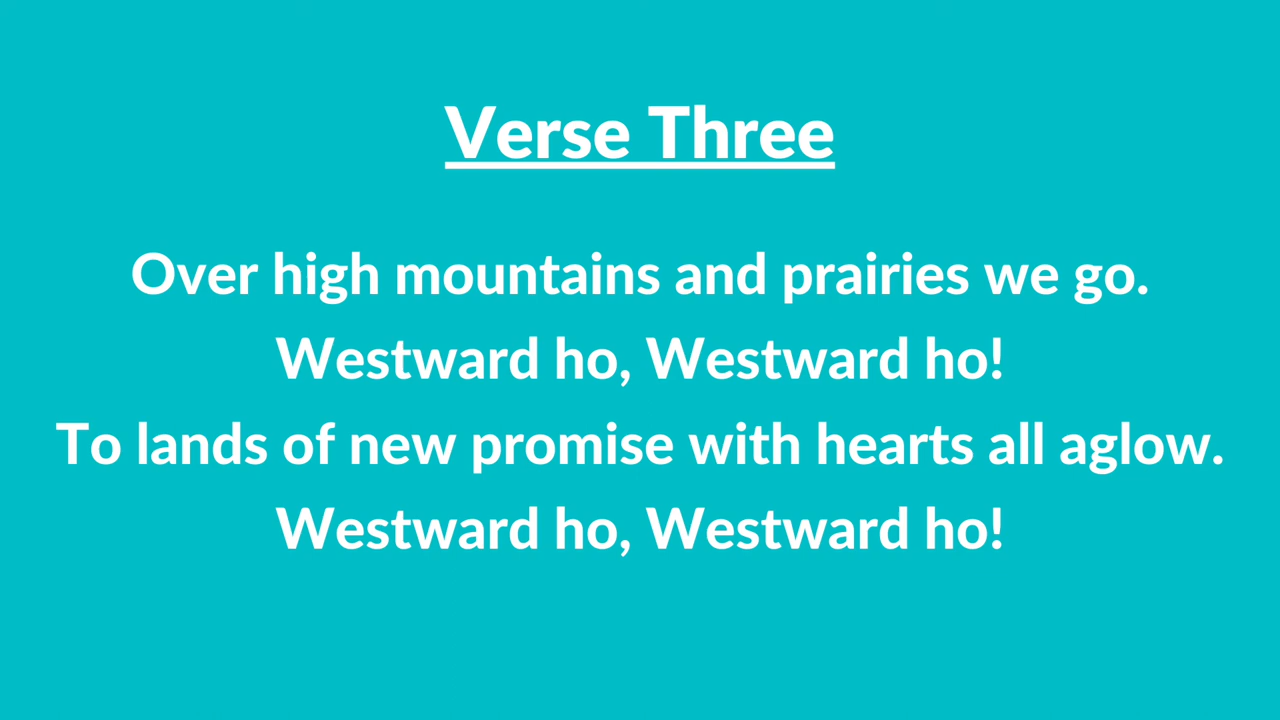 Verse Three
Over high mountains and prairies we go.
Westward ho, Westward ho!
To lands of new promise with hearts all aglow.
Westward ho, Westward ho!